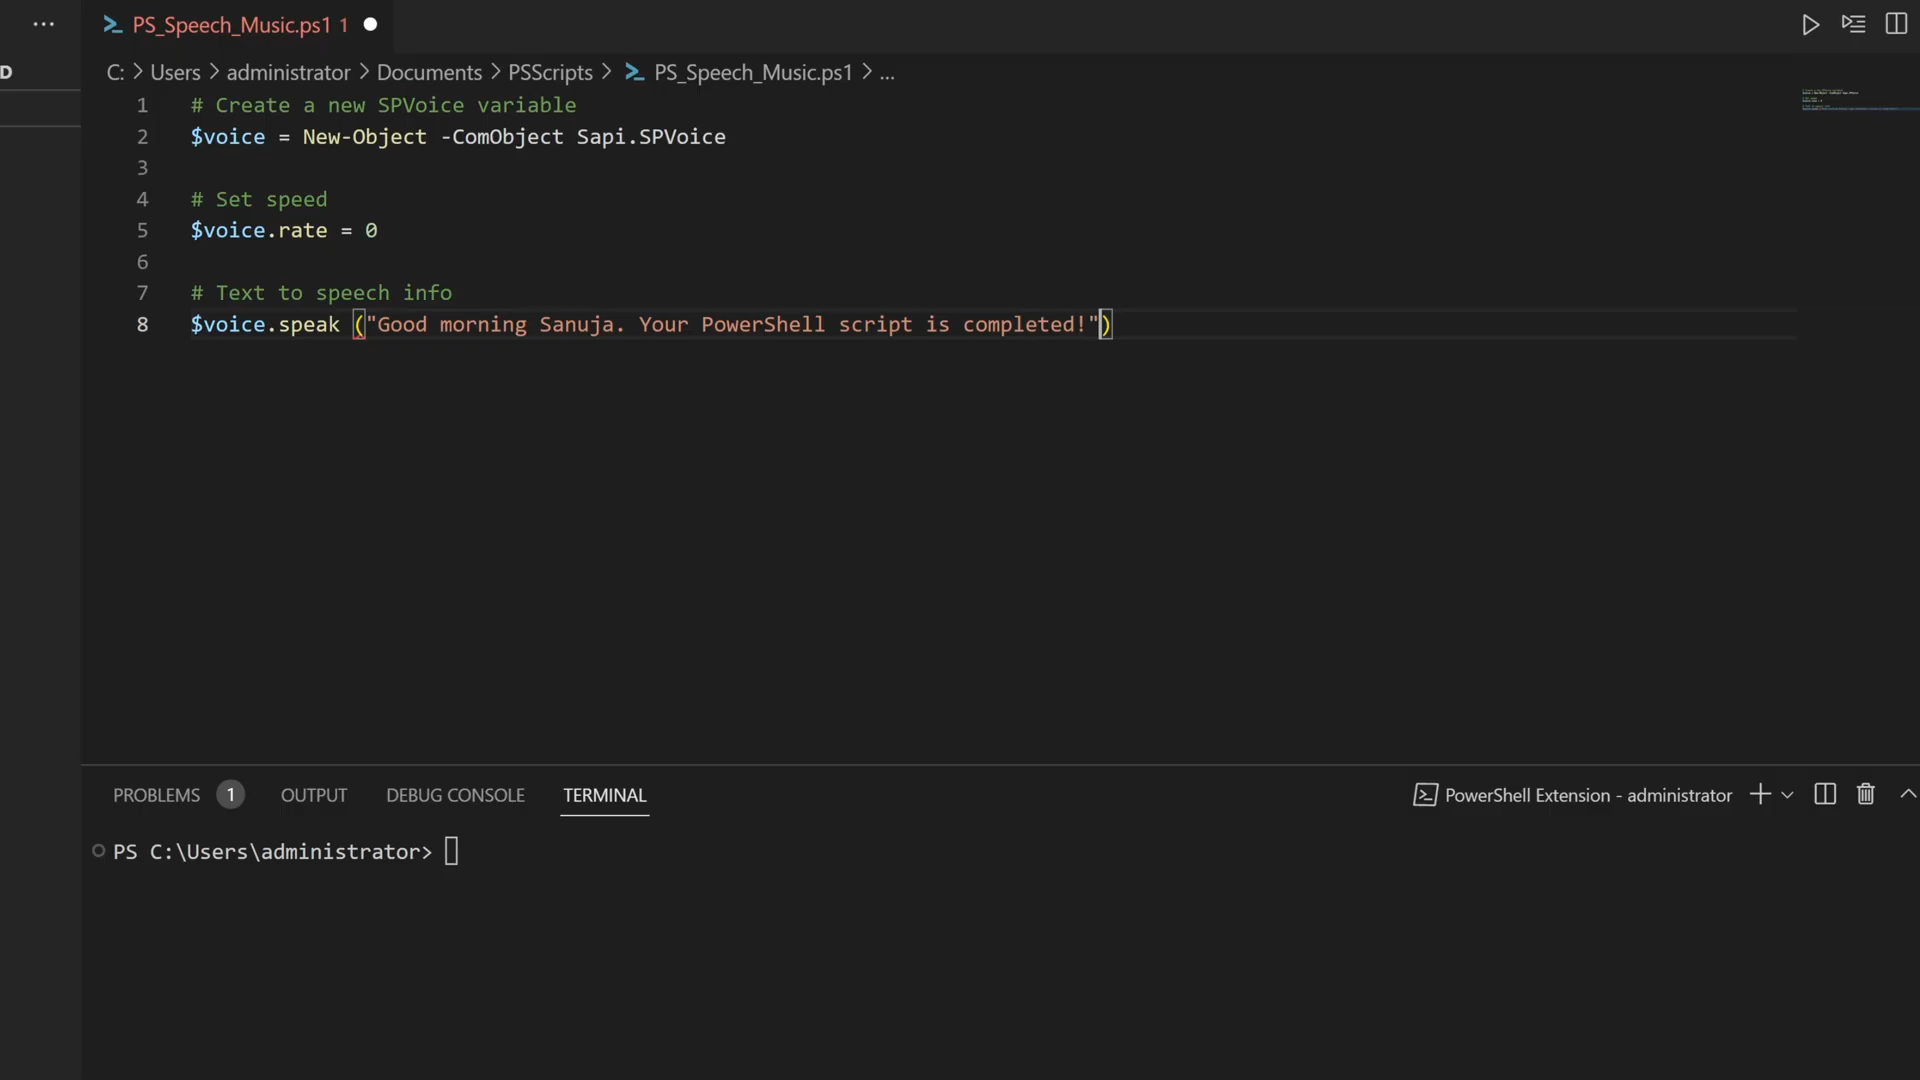 ... PS_Speech_Music.ps1 1
D C: > Users > administrator > Documents > PSScripts > PS_Speech_Music.ps1 > ...
1 # Create a new SPVoice variable
2 $voice = New-Object -ComObject Sapi.SPVoice
3
4 # Set speed
5 $voice.rate = 0
6
7 # Text to speech info
8 $voice.speak ("Good morning Sanuja. Your PowerShell script is completed!")
PROBLEMS 1 OUTPUT DEBUG CONSOLE TERMINAL PowerShell Extension - administrator
PS C:\Users\administrator>